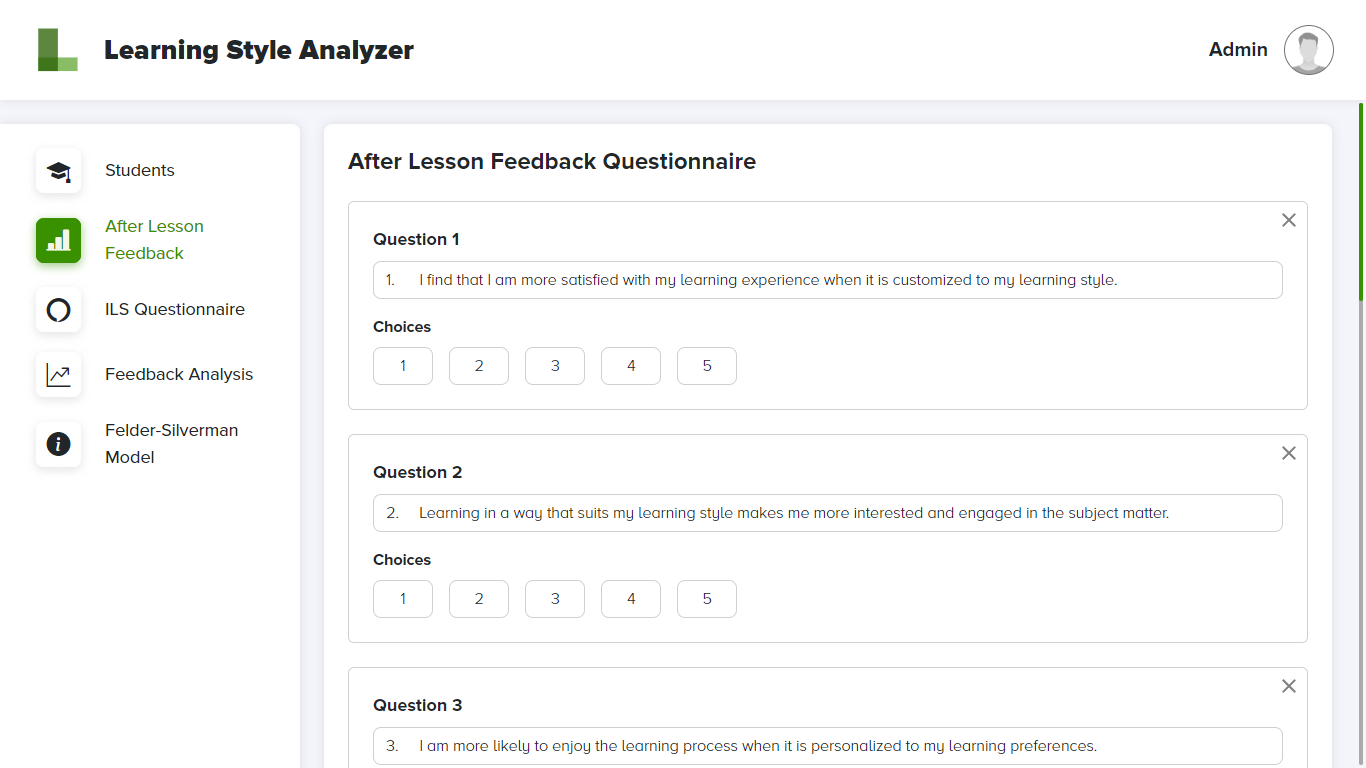 Learning Style Analyzer
Admin
Students
After Lesson
Feedback
ILS Questionnaire
Feedback Analysis
Felder-Silverman
Model
After Lesson Feedback Questionnaire
Question 1
1. I find that I am more satisfied with my learning experience when it is customized to my learning style.
Choices
1 2 3 4 5
Question 2
2. Learning in a way that suits my learning style makes me more interested and engaged in the subject matter.
Choices
1 2 3 4 5
Question 3
3. I am more likely to enjoy the learning process when it is personalized to my learning preferences.